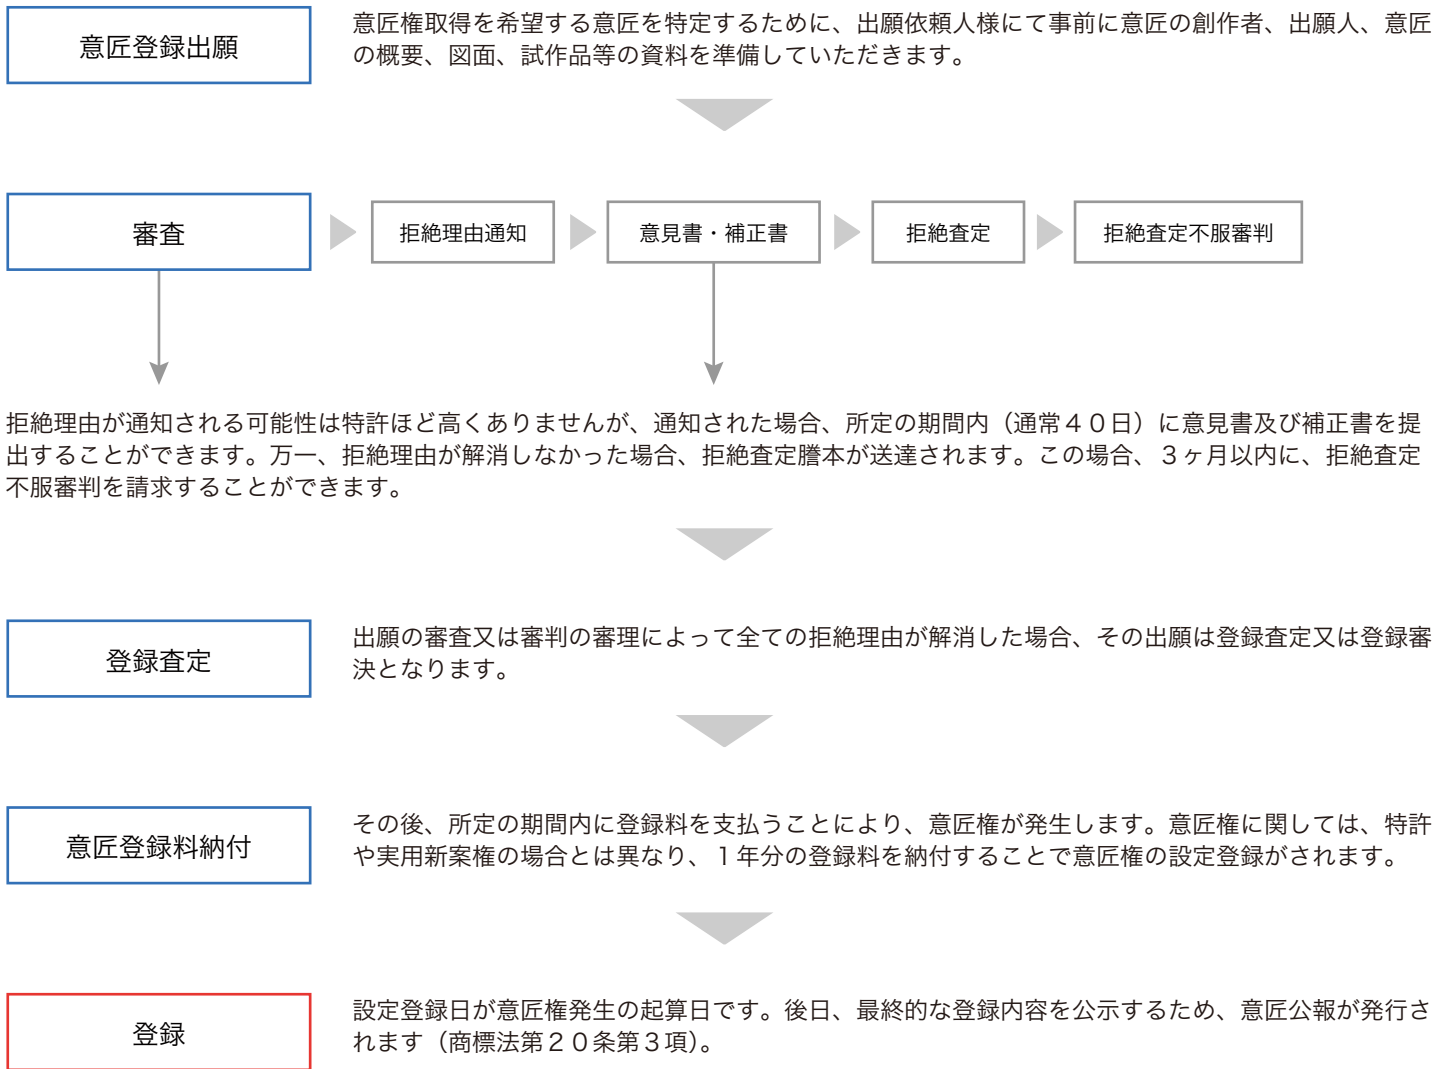 意匠登録出願
意匠権取得を希望する意匠を特定するために、出願依頼人様にて事前に意匠の創作者、出願人、意匠
の概要、図面、試作品等の資料を準備していただきます。
審査
拒絶理由通知
意見書・補正書
拒絶査定
拒絶査定不服審判
拒絶理由が通知される可能性は特許ほど高くありませんが、通知された場合、所定の期間内（通常４０日）に意見書及び補正書を提
出することができます。万一、拒絶理由が解消しなかった場合、拒絶査定謄本が送達されます。この場合、３ヶ月以内に、拒絶査定
不服審判を請求することができます。
登録査定
出願の審査又は審判の審理によって全ての拒絶理由が解消した場合、その出願は登録査定又は登録審
決となります。
意匠登録料納付
その後、所定の期間内に登録料を支払うことにより、意匠権が発生します。意匠権に関しては、特許
や実用新案権の場合とは異なり、１年分の登録料を納付することで意匠権の設定登録がされます。
登録
設定登録日が意匠権発生の起算日です。後日、最終的な登録内容を公示するため、意匠公報が発行さ
れます（商標法第２０条第３項）。